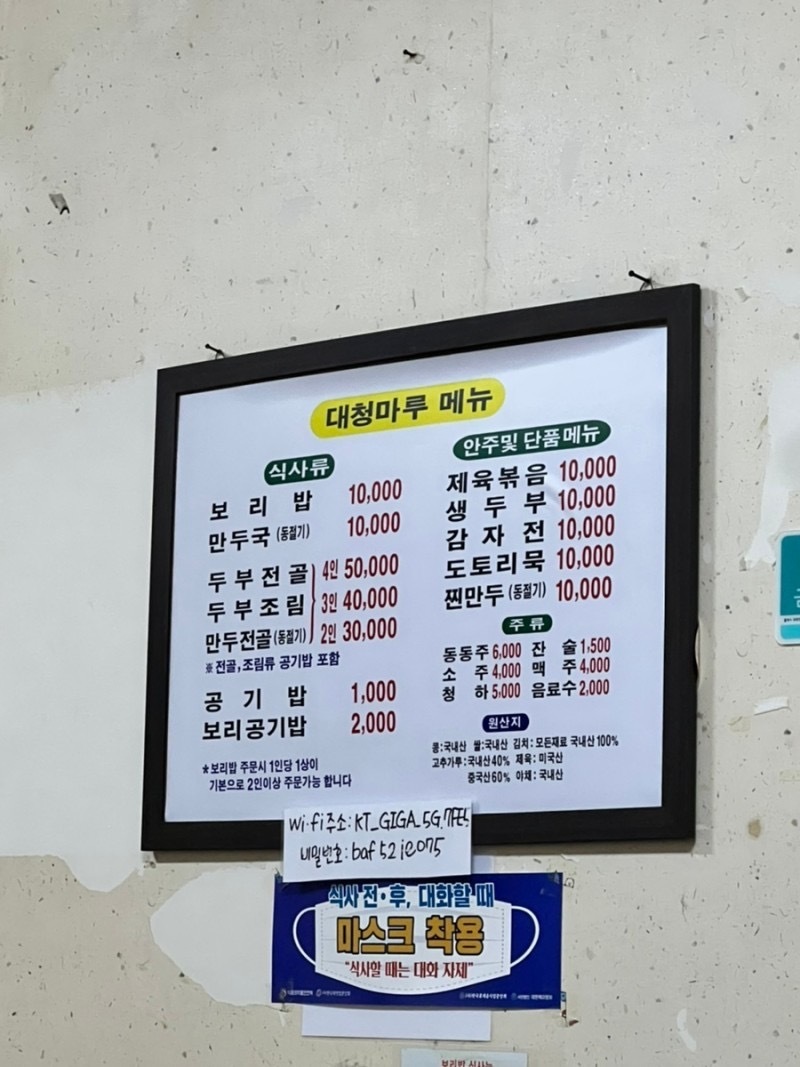 대청마루 메뉴
식사류
보리밥 10,000
만두국 (동절기) 10,000
두부전골 4인 50,000
두부조림 3인 40,000
만두전골 (동절기) 2인 30,000
※ 전골, 조림류 공기밥 포함
공기밥 1,000
보리공기밥 2,000
*보리밥 주문시 1인당 1상이
기본으로 2인이상 주문가능 합니다
안주및 단품메뉴
제육볶음 10,000
생두부 10,000
감자전 10,000
도토리묵 10,000
찐만두 (동절기) 10,000
주류
동동주 6,000 잔술 1,500
소주 4,000 맥주 4,000
청하 5,000 음료수 2,000
원산지
콩:국내산 쌀:국내산 김치: 모든재료 국내산 100%
고추가루:국내산 40% 제육: 미국산
중국산 60% 야채: 국내산
Wi-fi 주소: KT_GIGA_5G_7FE5
비밀번호: baf52je075
식사 전·후, 대화할 때
마스크 착용
"식사할 때는 대화 자제"
보리밥 식사는